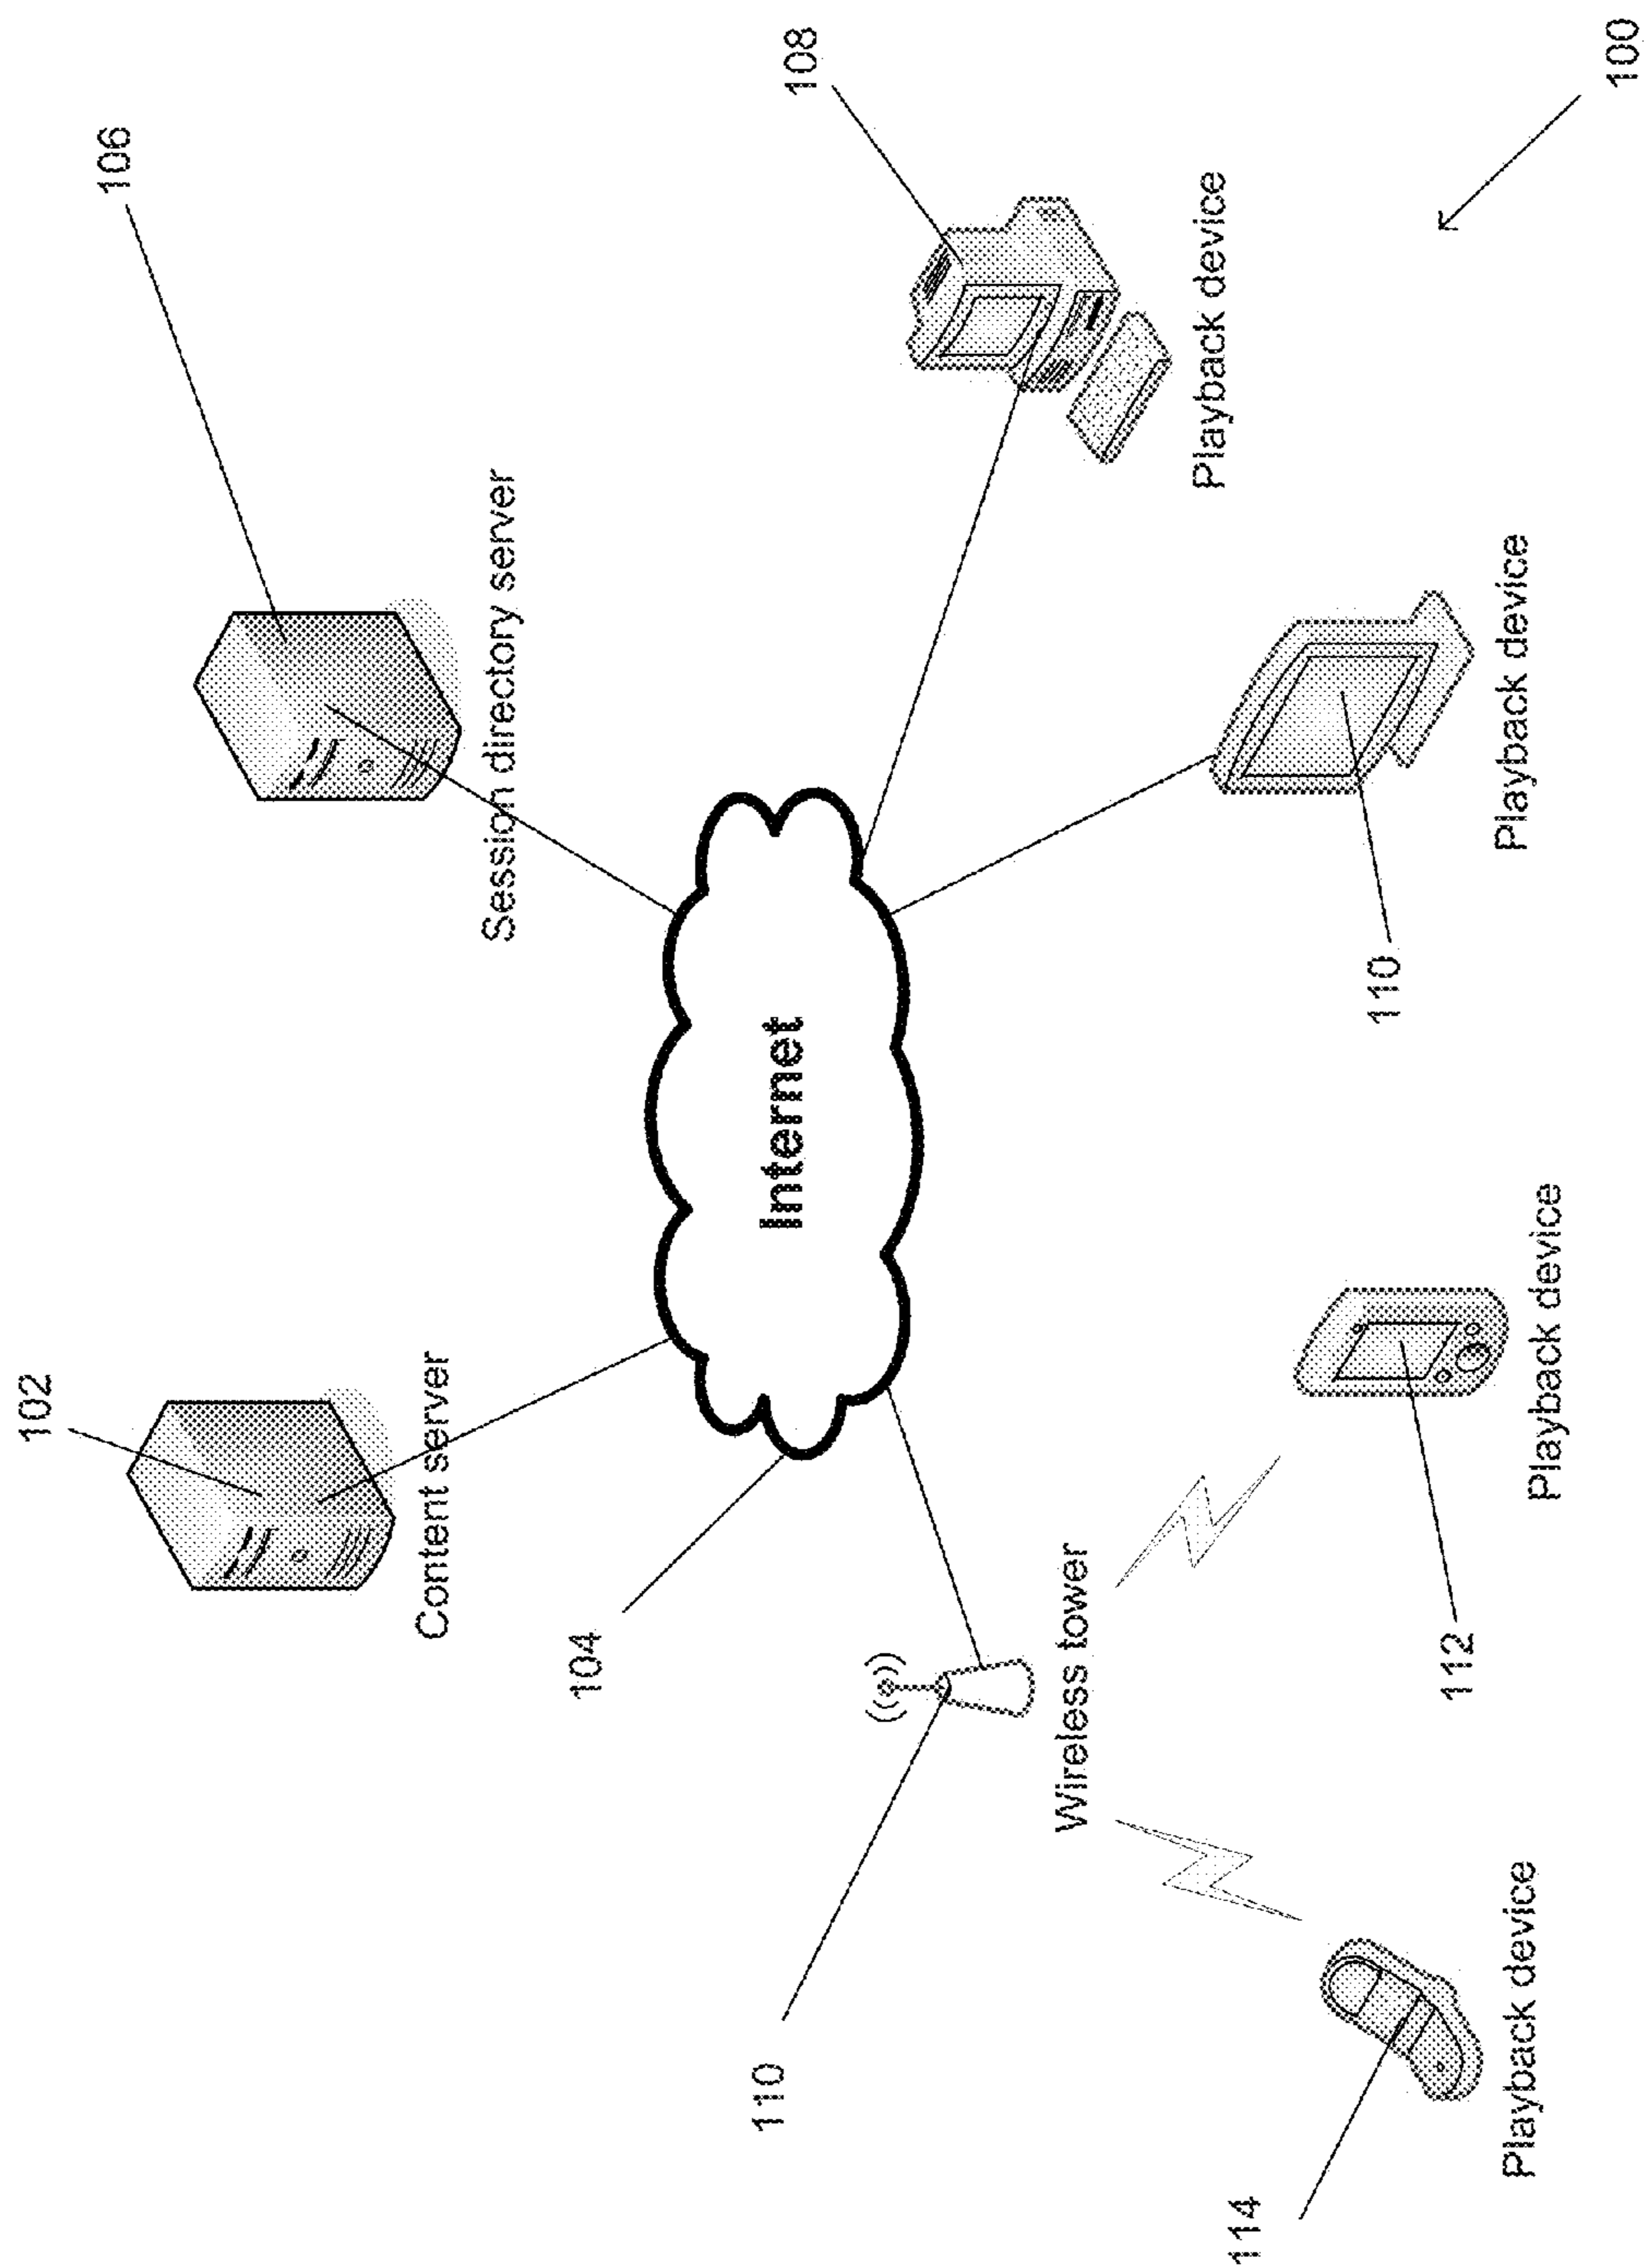 102
Content server
106
Session directory server
104
Internet
108
Playback device
110
Wireless tower
110
Playback device
112
Playback device
114
Playback device
100